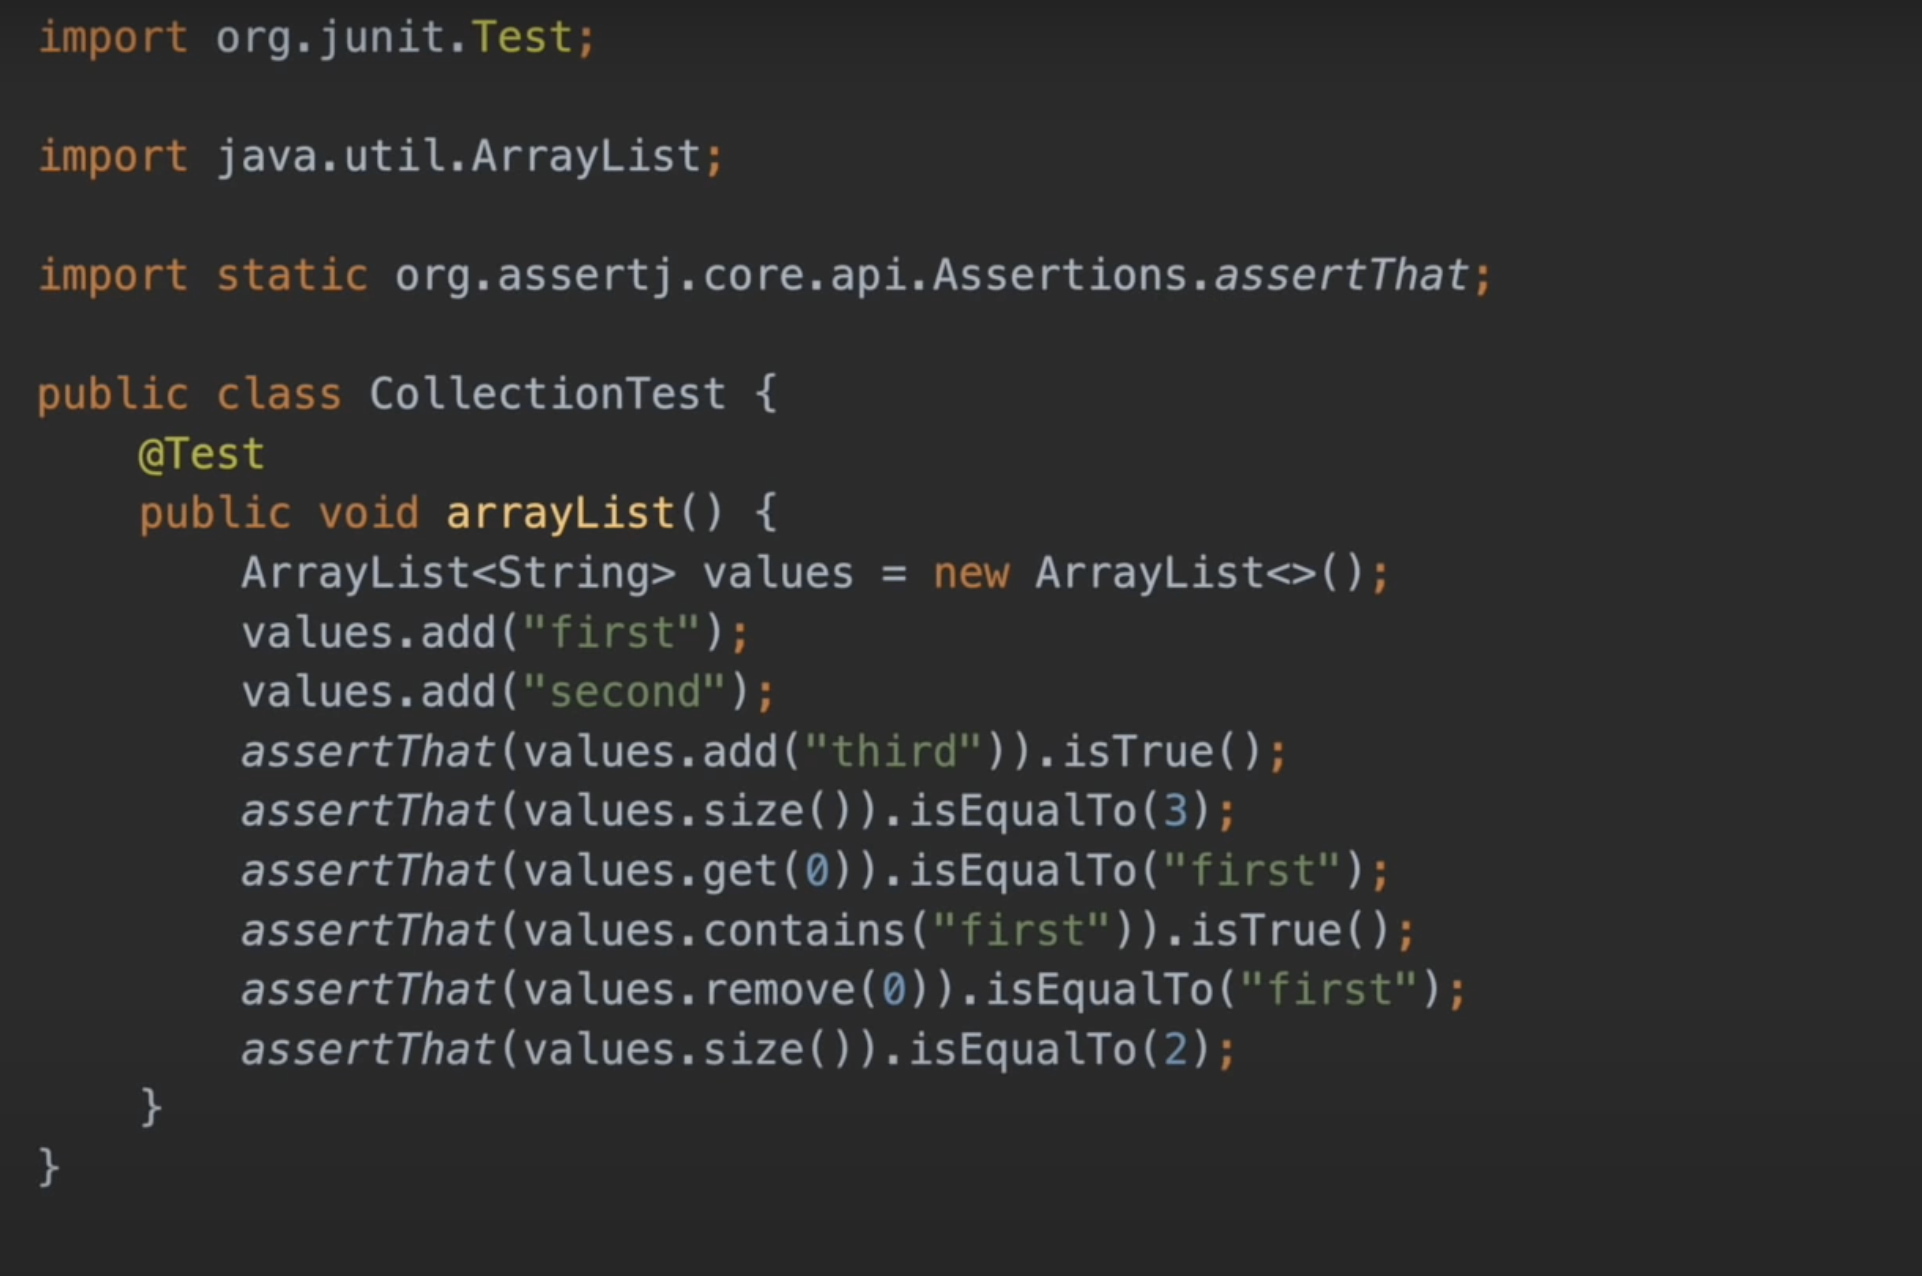 import org.junit.Test;
import java.util.ArrayList;
import static org.assertj.core.api.Assertions.assertThat;
public class CollectionTest {
@Test
public void arrayList() {
ArrayList<String> values = new ArrayList<>();
values.add("first");
values.add("second");
assertThat(values.add("third")).isTrue();
assertThat(values.size()).isEqualTo(3);
assertThat(values.get(0)).isEqualTo("first");
assertThat(values.contains("first")).isTrue();
assertThat(values.remove(0)).isEqualTo("first");
assertThat(values.size()).isEqualTo(2);
}
}